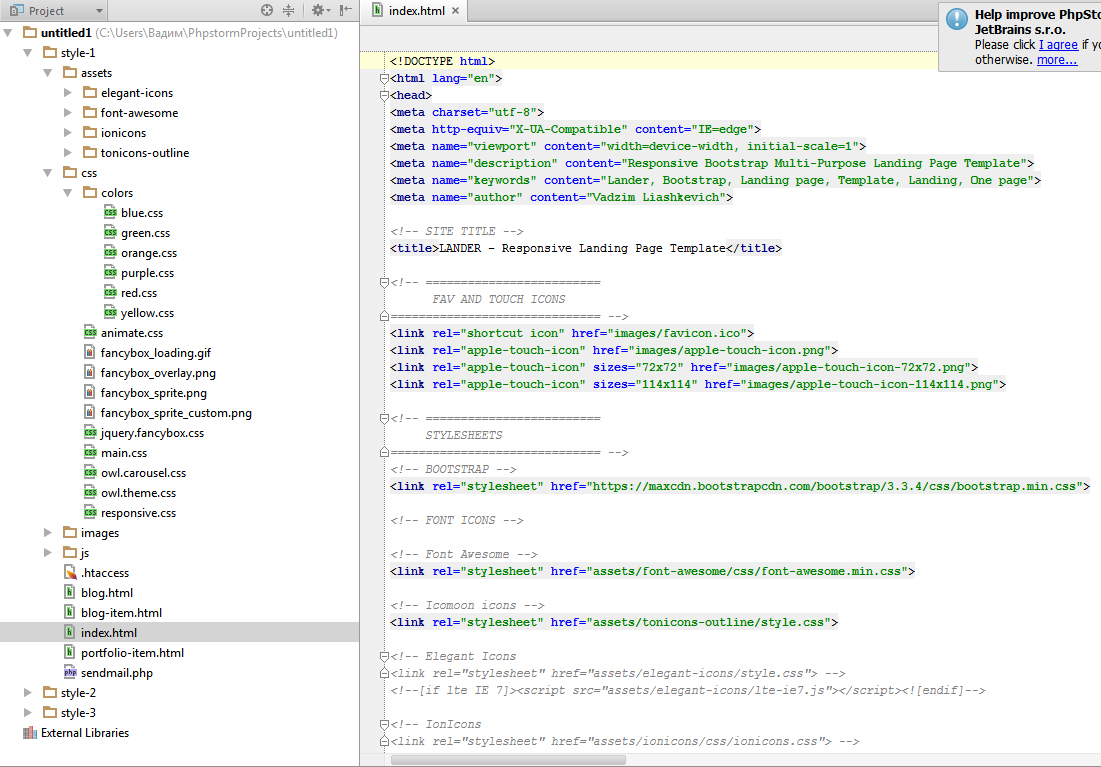 Project
untitled1 (C:\Users\Вадим\PhpstormProjects\untitled1)
style-1
assets
elegant-icons
font-awesome
ionicons
tonicons-outline
css
colors
blue.css
green.css
orange.css
purple.css
red.css
yellow.css
animate.css
fancybox_loading.gif
fancybox_overlay.png
fancybox_sprite.png
fancybox_sprite_custom.png
jquery.fancybox.css
main.css
owl.carousel.css
owl.theme.css
responsive.css
images
js
.htaccess
blog.html
blog-item.html
index.html
portfolio-item.html
sendmail.php
style-2
style-3
External Libraries
index.html
Help improve PhpSto
JetBrains s.r.o.
Please click I agree if yo
otherwise. more...
<!DOCTYPE html>
<html lang="en">
<head>
<meta charset="utf-8">
<meta http-equiv="X-UA-Compatible" content="IE=edge">
<meta name="viewport" content="width=device-width, initial-scale=1">
<meta name="description" content="Responsive Bootstrap Multi-Purpose Landing Page Template">
<meta name="keywords" content="Lander, Bootstrap, Landing page, Template, Landing, One page">
<meta name="author" content="Vadzim Liashkevich">
<!-- SITE TITLE -->
<title>LANDER - Responsive Landing Page Template</title>
<!-- =========================
FAV AND TOUCH ICONS
============================== -->
<link rel="shortcut icon" href="images/favicon.ico">
<link rel="apple-touch-icon" href="images/apple-touch-icon.png">
<link rel="apple-touch-icon" sizes="72x72" href="images/apple-touch-icon-72x72.png">
<link rel="apple-touch-icon" sizes="114x114" href="images/apple-touch-icon-114x114.png">
<!-- =========================
STYLESHEETS
============================== -->
<!-- BOOTSTRAP -->
<link rel="stylesheet" href="https://maxcdn.bootstrapcdn.com/bootstrap/3.3.4/css/bootstrap.min.css">
<!-- FONT ICONS -->
<!-- Font Awesome -->
<link rel="stylesheet" href="assets/font-awesome/css/font-awesome.min.css">
<!-- Icomoon icons -->
<link rel="stylesheet" href="assets/tonicons-outline/style.css">
<!-- Elegant Icons
<link rel="stylesheet" href="assets/elegant-icons/style.css"> -->
<!--[if lte IE 7]><script src="assets/elegant-icons/lte-ie7.js"></script><![endif]-->
<!-- IonIcons
<link rel="stylesheet" href="assets/ionicons/css/ionicons.css"> -->